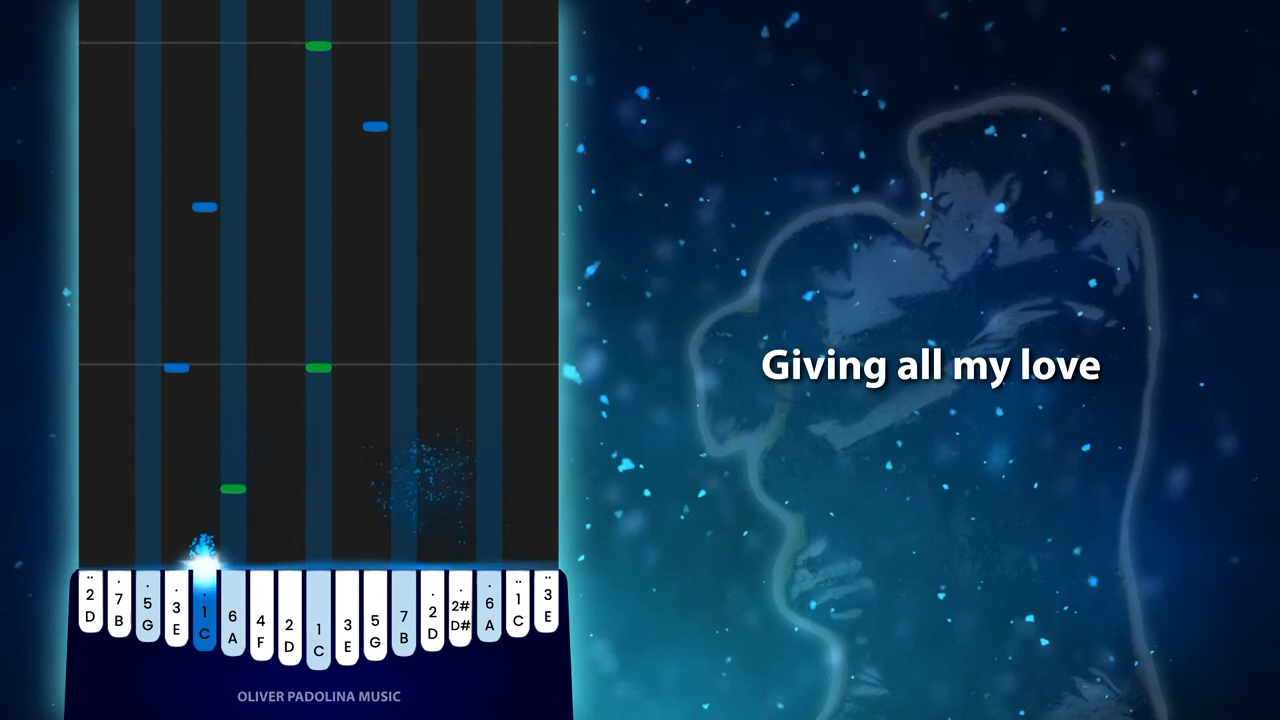 Giving all my love
¨2 D
˙7 B
˙5 G
˙3 E
˙1 C
6 A
4 F
2 D
1 C
3 E
5 G
7 B
˙2 D
˙2# D#
˙6 A
¨1 C
¨3 E
OLIVER PADOLINA MUSIC